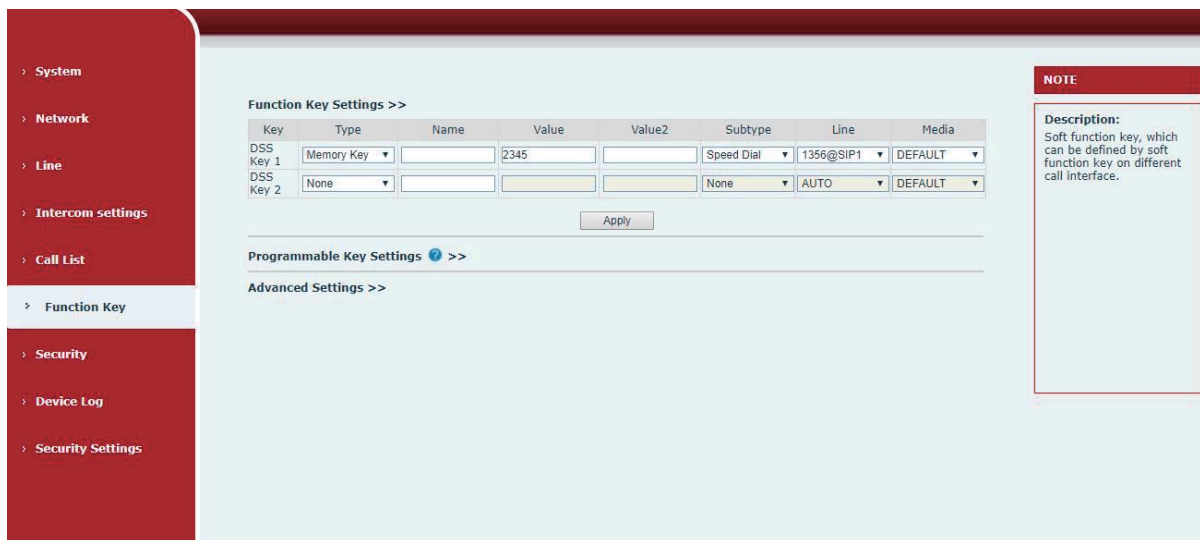 System
Network
Line
Intercom settings
Call List
Function Key
Security
Device Log
Security Settings
Function Key Settings >>
Key Type Name Value Value2 Subtype Line Media
DSS Key 1 Memory Key 2345 Speed Dial 1356@SIP1 DEFAULT
DSS Key 2 None None AUTO DEFAULT
Apply
Programmable Key Settings ? >>
Advanced Settings >>
NOTE
Description:
Soft function key, which
can be defined by soft
function key on different
call interface.